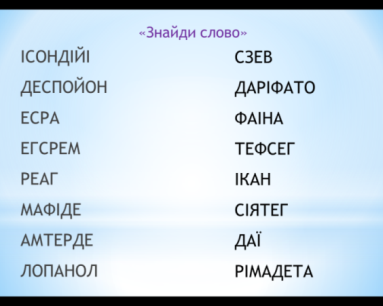 «Знайди слово»
ІСОНДІЙІ
ДЕСПОЙОН
ЕСРА
ЕГСРЕМ
РЕАГ
МАФІДЕ
АМТЕРДЕ
ЛОПАНОЛ
СЗЕВ
ДАРІФАТО
ФАІНА
ТЕФСЕГ
ІКАН
СІЯТЕГ
ДАЇ
РІМАДЕТА